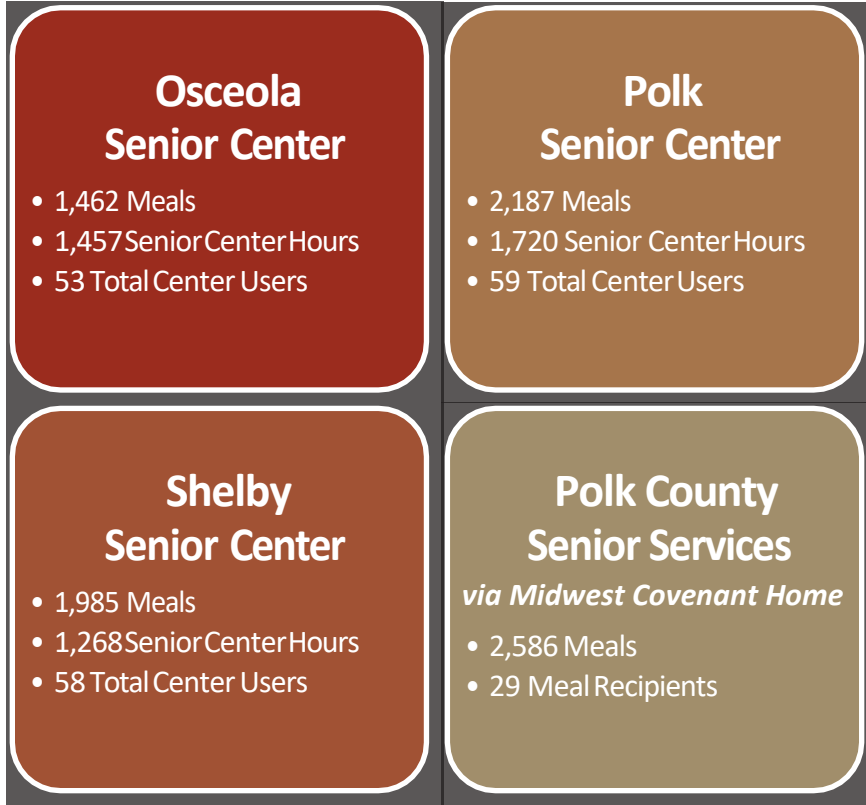 Osceola
Senior Center
• 1,462 Meals
• 1,457 Senior Center Hours
• 53 Total Center Users
Polk
Senior Center
• 2,187 Meals
• 1,720 Senior Center Hours
• 59 Total Center Users
Shelby
Senior Center
• 1,985 Meals
• 1,268 Senior Center Hours
• 58 Total Center Users
Polk County
Senior Services
via Midwest Covenant Home
• 2,586 Meals
• 29 Meal Recipients